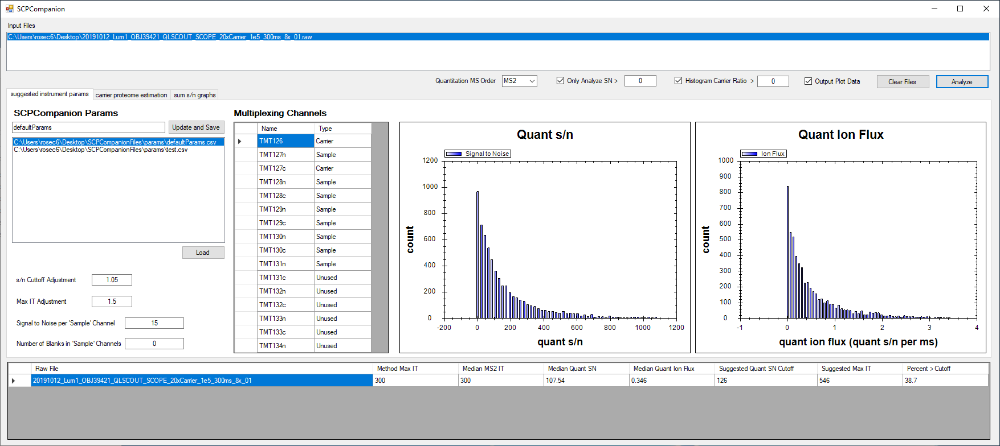 SCPCompanion
Input Files
C:\Users\rosec6\Desktop\20191012_Lum1_OBJ39421_QLSCOUT_SCOPE_20xCarrier_1e5_300ms_8x_01.raw
Quantitation MS Order MS2 Only Analyze SN > 0 Histogram Carrier Ratio > 0 Output Plot Data Clear Files Analyze
suggested instrument params carrier proteome estimation sum s/n graphs
SCPCompanion Params
defaultParams Update and Save
C:\Users\rosec6\Desktop\SCPCompanionFiles\params\defaultParams.csv
C:\Users\rosec6\Desktop\SCPCompanionFiles\params\test.csv
Load
s/n Cuttoff Adjustment 1.05
Max IT Adjustment 1.5
Signal to Noise per 'Sample' Channel 15
Number of Blanks in 'Sample' Channels 0
Multiplexing Channels
Name Type
TMT126 Carrier
TMT127n Sample
TMT127c Carrier
TMT128n Sample
TMT128c Sample
TMT129n Sample
TMT129c Sample
TMT130n Sample
TMT130c Sample
TMT131n Sample
TMT131c Unused
TMT132n Unused
TMT132c Unused
TMT133n Unused
TMT133c Unused
TMT134n Unused
Quant s/n
Signal to Noise
1200
1000
800
600
400
200
0
count
-200 0 200 400 600 800 1000 1200
quant s/n
Quant Ion Flux
Ion Flux
1000
900
800
700
600
500
400
300
200
100
0
count
-1 0 1 2 3 4
quant ion flux (quant s/n per ms)
Raw File Method Max IT Median MS2 IT Median Quant SN Median Quant Ion Flux Suggested Quant SN Cutoff Suggested Max IT Percent > Cutoff
20191012_Lum1_OBJ39421_QLSCOUT_SCOPE_20xCarrier_1e5_300ms_8x_01 300 300 107.54 0.346 126 546 38.7